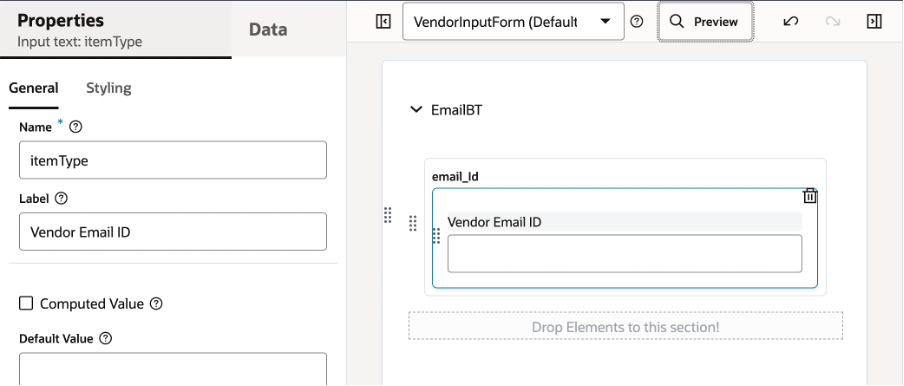 Properties
Input text: itemType
Data
General
Styling
Name *
itemType
Label
Vendor Email ID
Computed Value
Default Value
VendorInputForm (Default
Preview
EmailBT
email_Id
Vendor Email ID
Drop Elements to this section!